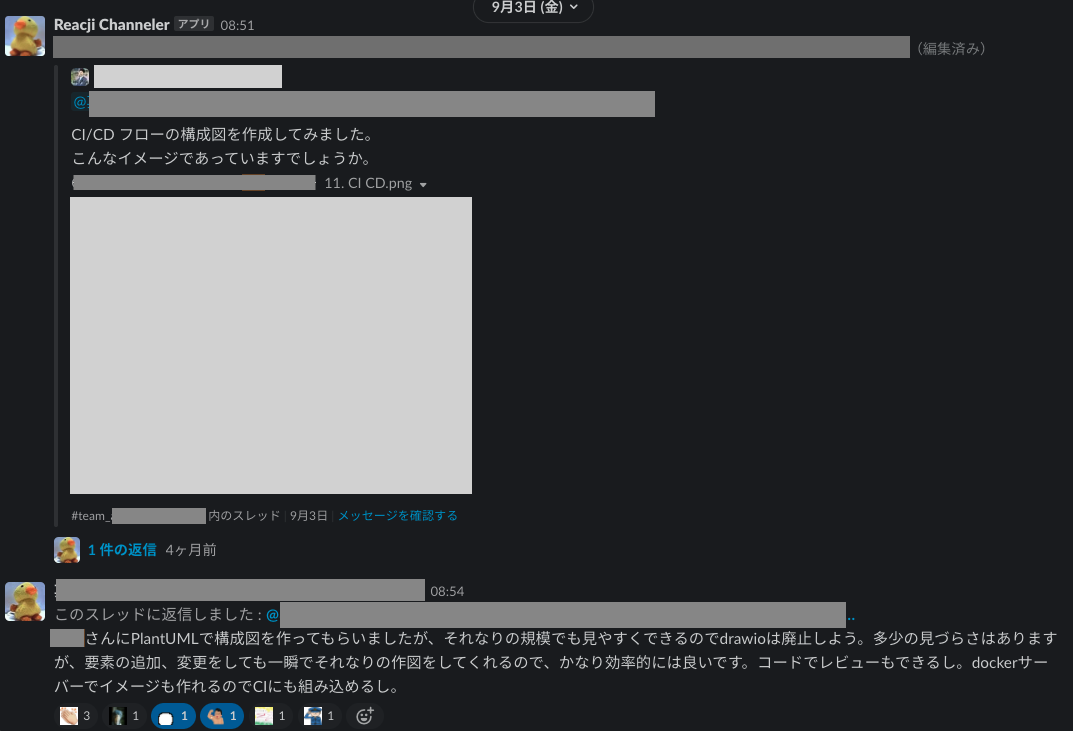 9月3日 (金)
Reacji Channeler アプリ 08:51
(編集済み)
@
CI/CD フローの構成図を作成してみました。
こんなイメージであっていますでしょうか。
11. CI CD.png
#team_ 内のスレッド | 9月3日 | メッセージを確認する
1 件の返信 4ヶ月前
08:54
このスレッドに返信しました : @ ..
さんにPlantUMLで構成図を作ってもらいましたが、それなりの規模でも見やすくできるのでdrawioは廃止しよう。多少の見づらさはあります
が、要素の追加、変更をしても一瞬でそれなりの作図をしてくれるので、かなり効率的には良いです。コードでレビューもできるし。dockerサー
バーでイメージも作れるのでCIにも組み込めるし。
3 1 1 1 1 1